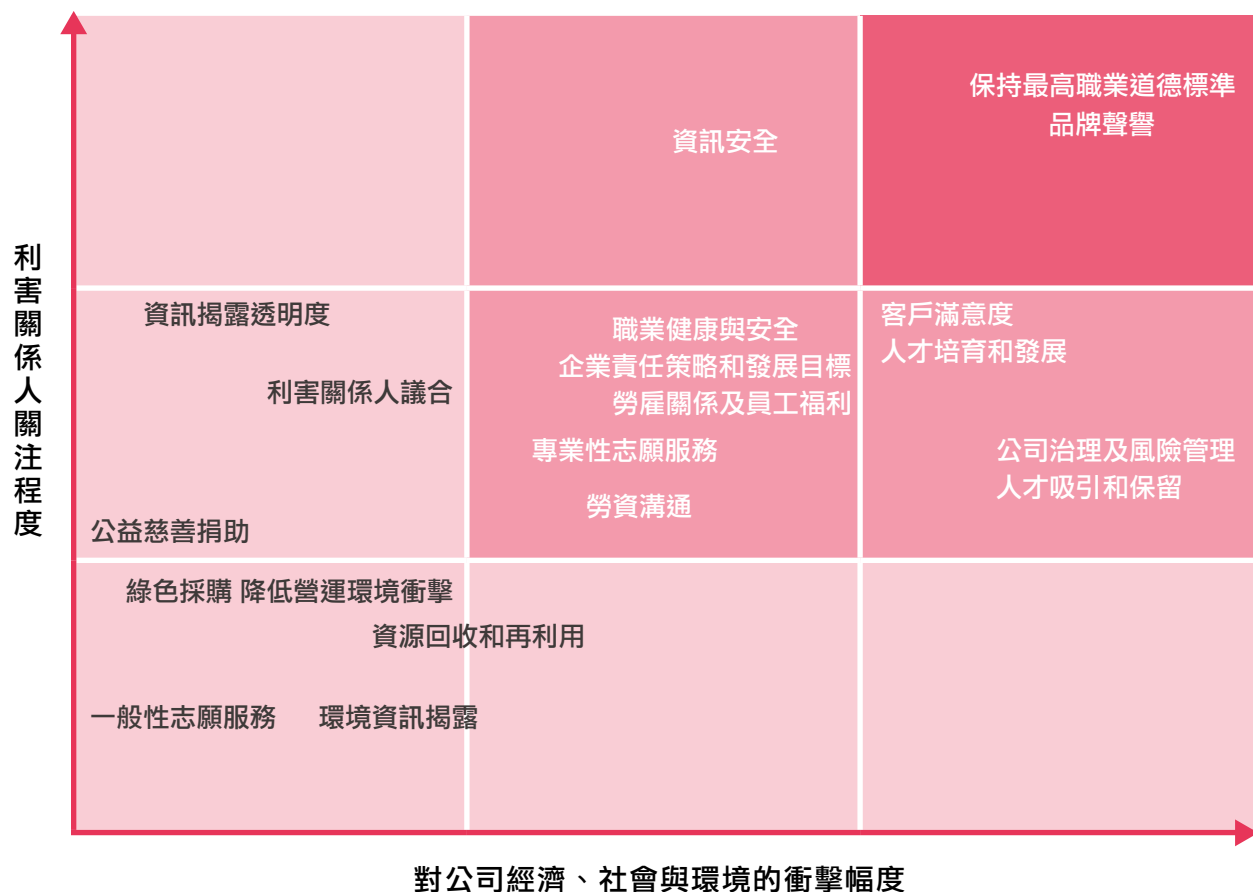 保持最高職業道德標準
品牌聲譽
資訊安全
利害關係人關注程度
資訊揭露透明度
利害關係人議合
公益慈善捐助
職業健康與安全
企業責任策略和發展目標
勞雇關係及員工福利
專業性志願服務
勞資溝通
客戶滿意度
人才培育和發展
公司治理及風險管理
人才吸引和保留
綠色採購 降低營運環境衝擊
資源回收和再利用
一般性志願服務 環境資訊揭露
對公司經濟、社會與環境的衝擊幅度